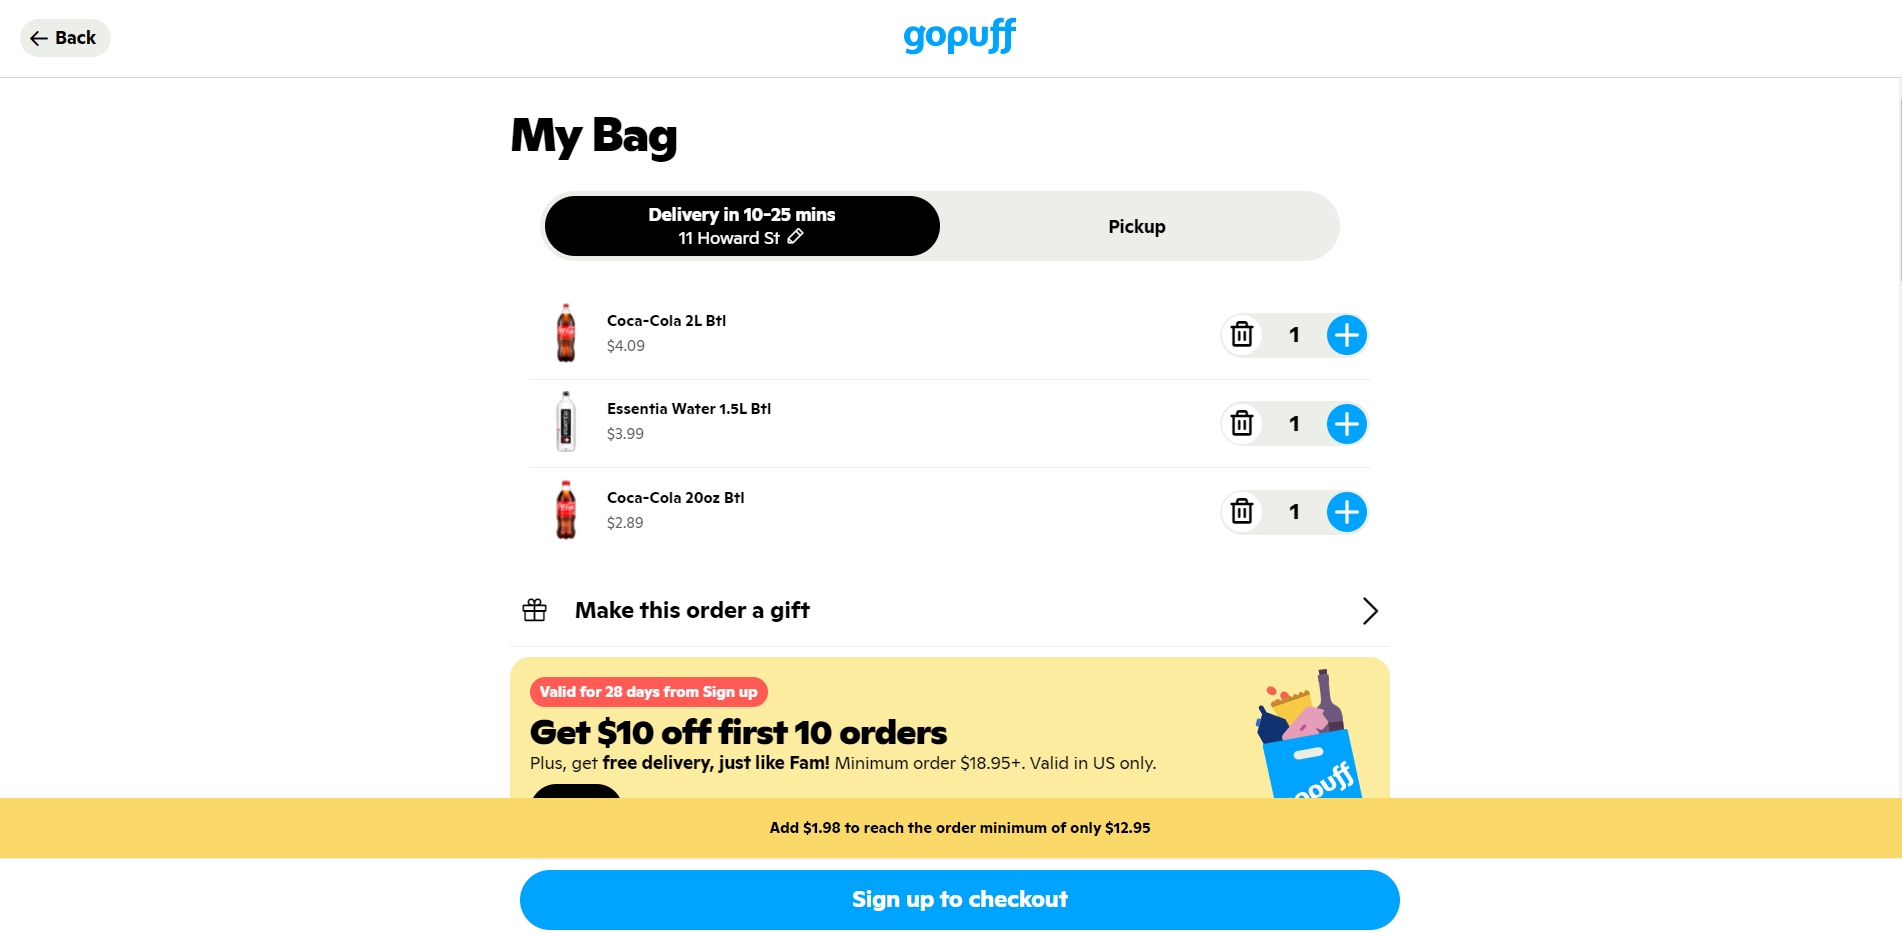 Back
gopuff
My Bag
Delivery in 10-25 mins
11 Howard St
Pickup
Coca-Cola 2L Btl
$4.09
1
Essentia Water 1.5L Btl
$3.99
1
Coca-Cola 20oz Btl
$2.89
1
Make this order a gift
Valid for 28 days from Sign up
Get $10 off first 10 orders
Plus, get free delivery, just like Fam! Minimum order $18.95+. Valid in US only.
Add $1.98 to reach the order minimum of only $12.95
Sign up to checkout